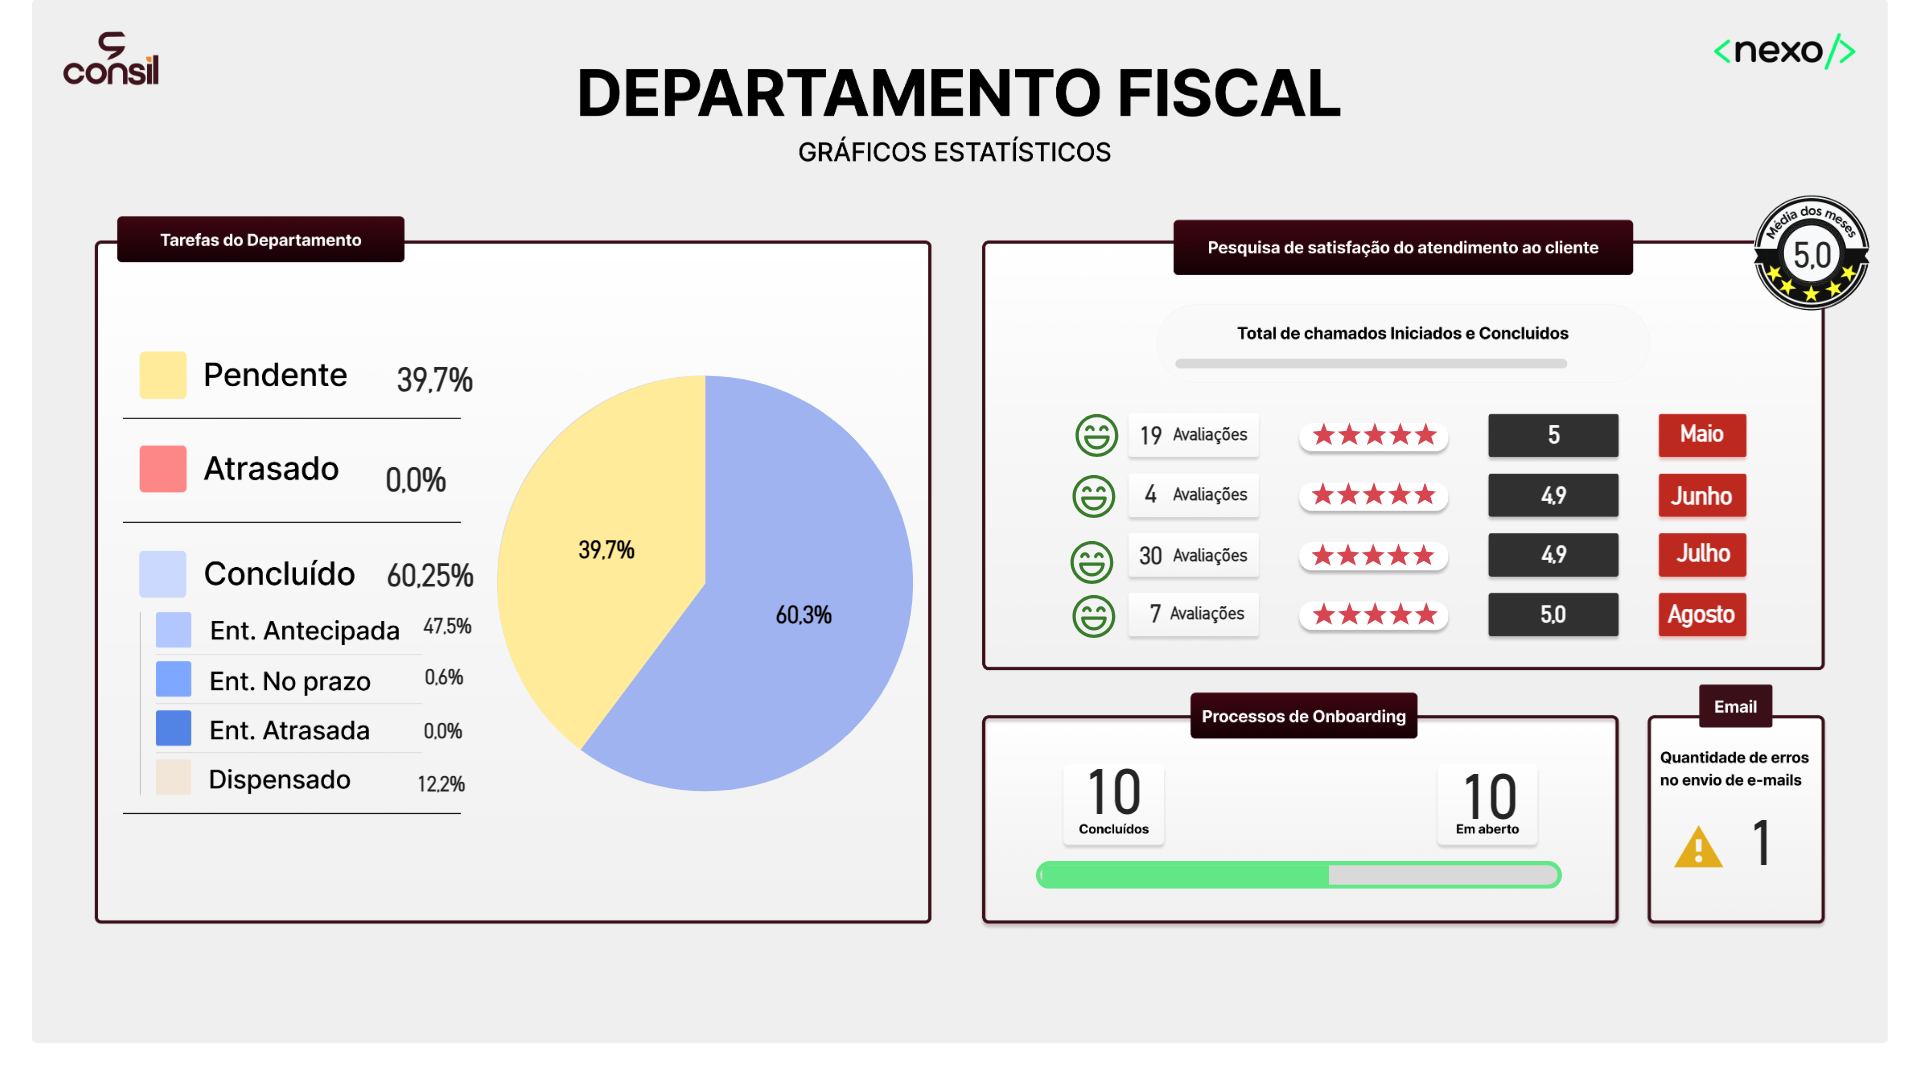 consil
<nexo/>
DEPARTAMENTO FISCAL
GRÁFICOS ESTATÍSTICOS
Tarefas do Departamento
Pendente 39,7%
Atrasado 0,0%
Concluído 60,25%
Ent. Antecipada 47,5%
Ent. No prazo 0,6%
Ent. Atrasada 0,0%
Dispensado 12,2%
39,7%
60,3%
Pesquisa de satisfação do atendimento ao cliente
Média dos meses
5,0
Total de chamados Iniciados e Concluidos
19 Avaliações 5 Maio
4 Avaliações 4,9 Junho
30 Avaliações 4,9 Julho
7 Avaliações 5,0 Agosto
Processos de Onboarding
10 10
Concluídos Em aberto
Email
Quantidade de erros
no envio de e-mails
1